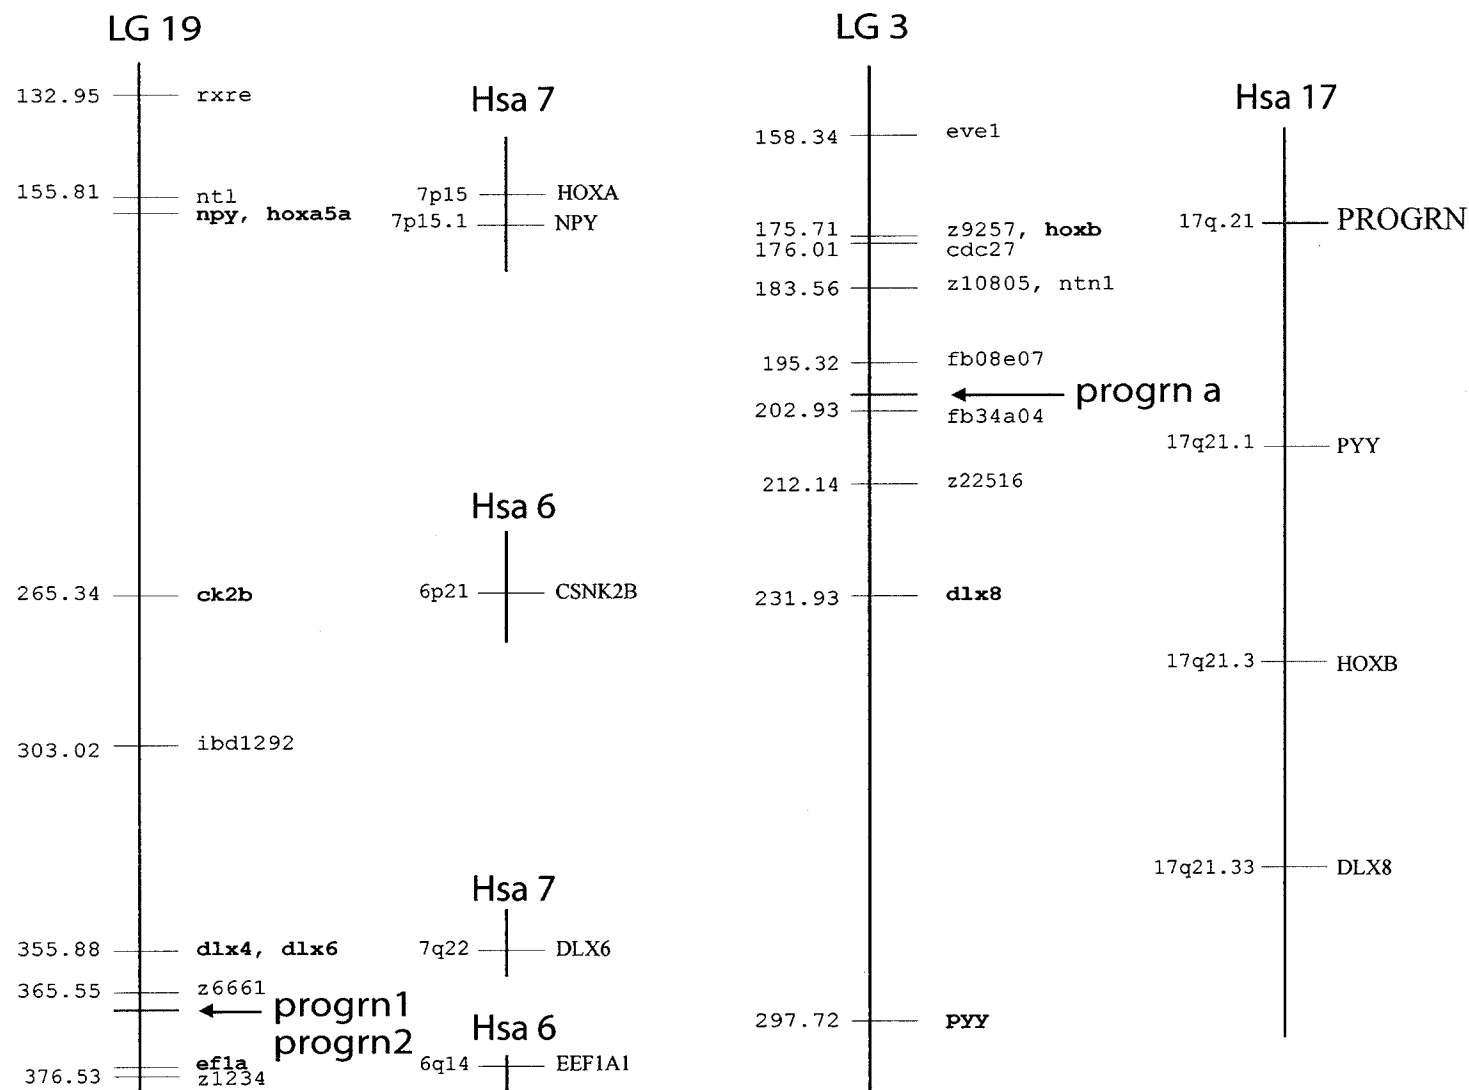 LG 19
132.95 rxre
155.81 ntl
npy, hoxa5a
265.34 ck2b
303.02 ibd1292
355.88 dlx4, dlx6
365.55 z6661
progrn1
progrn2
ef1a
376.53 z1234
Hsa 7
7p15 HOXA
7p15.1 NPY
Hsa 6
6p21 CSNK2B
Hsa 7
7q22 DLX6
Hsa 6
6q14 EEF1A1
LG 3
158.34 eve1
175.71 z9257, hoxb
176.01 cdc27
183.56 z10805, ntn1
195.32 fb08e07
progrn a
202.93 fb34a04
212.14 z22516
231.93 dlx8
297.72 pyy
Hsa 17
17q.21 PROGRN
17q21.1 PYY
17q21.3 HOXB
17q21.33 DLX8